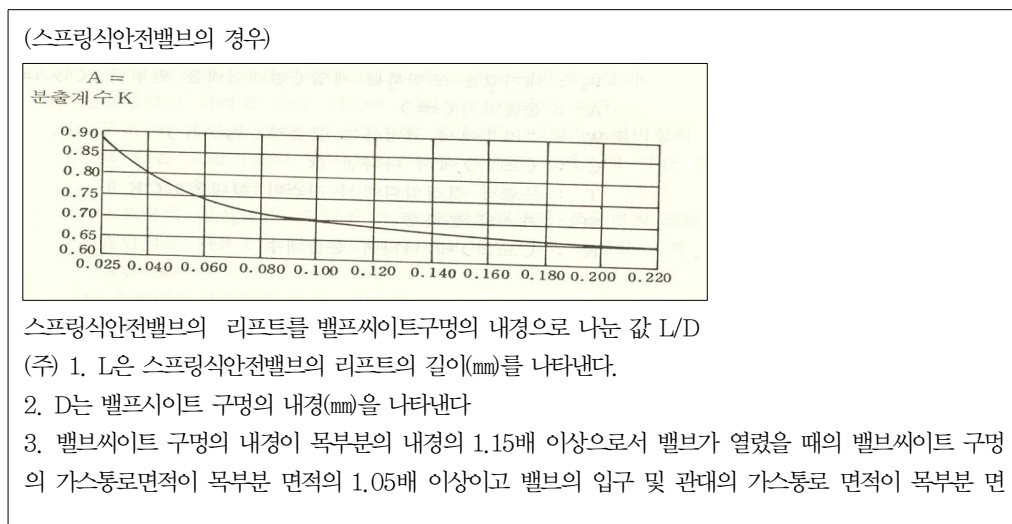 (스프링식안전밸브의 경우)
A =
분출계수 K
0.90
0.85
0.80
0.75
0.70
0.65
0.60
0.025 0.040 0.060 0.080 0.100 0.120 0.140 0.160 0.180 0.200 0.220
스프링식안전밸브의 리프트를 밸프씨이트구멍의 내경으로 나눈 값 L/D
(주) 1. L은 스프링식안전밸브의 리프트의 길이(㎜)를 나타낸다.
2. D는 밸프시이트 구멍의 내경(㎜)을 나타낸다
3. 밸브씨이트 구멍의 내경이 목부분의 내경의 1.15배 이상으로서 밸브가 열렸을 때의 밸브씨이트 구멍
의 가스통로면적이 목부분 면적의 1.05배 이상이고 밸브의 입구 및 관대의 가스통로 면적이 목부분 면